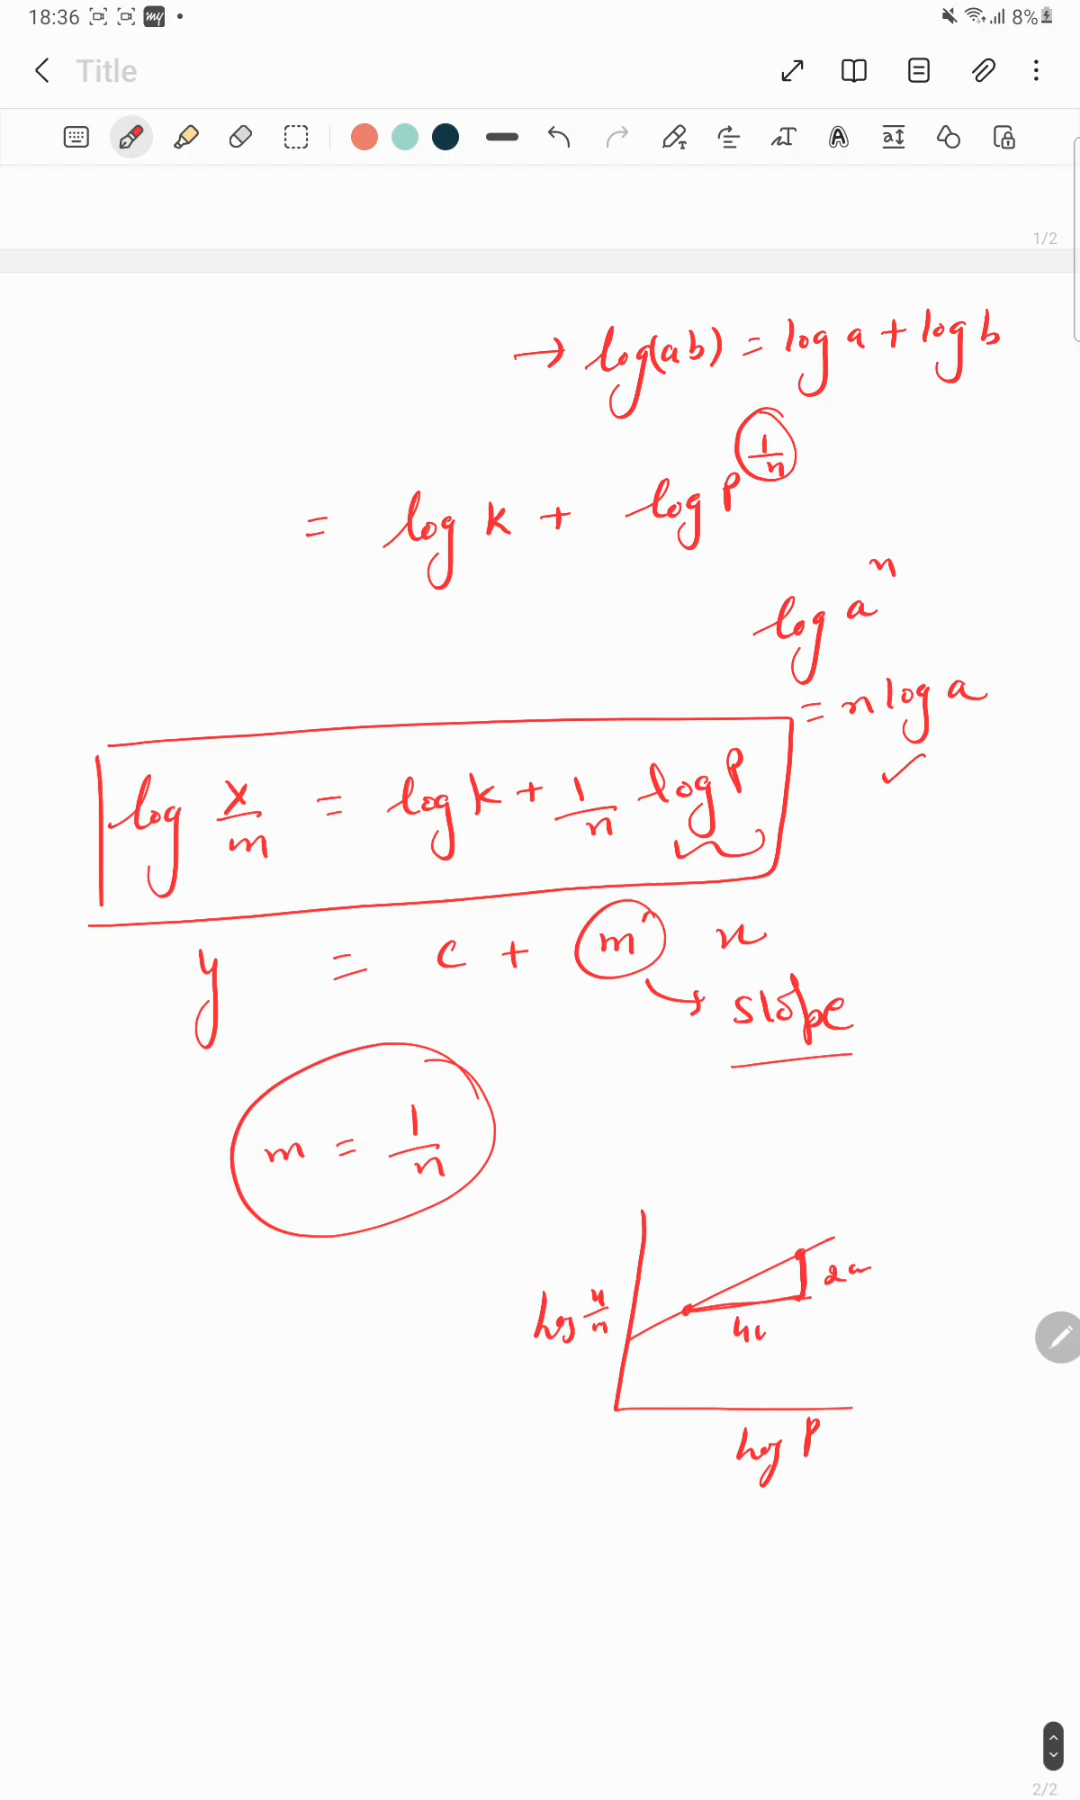 18:36 my 8%
Title
1/2
→ log(ab) = log a + log b
= log k + log P^(1/n)
log a^n
= n log a ✓
log x/m = log k + 1/n log P
y = c + m x
→ slope
m = 1/n
log
log P
2/2